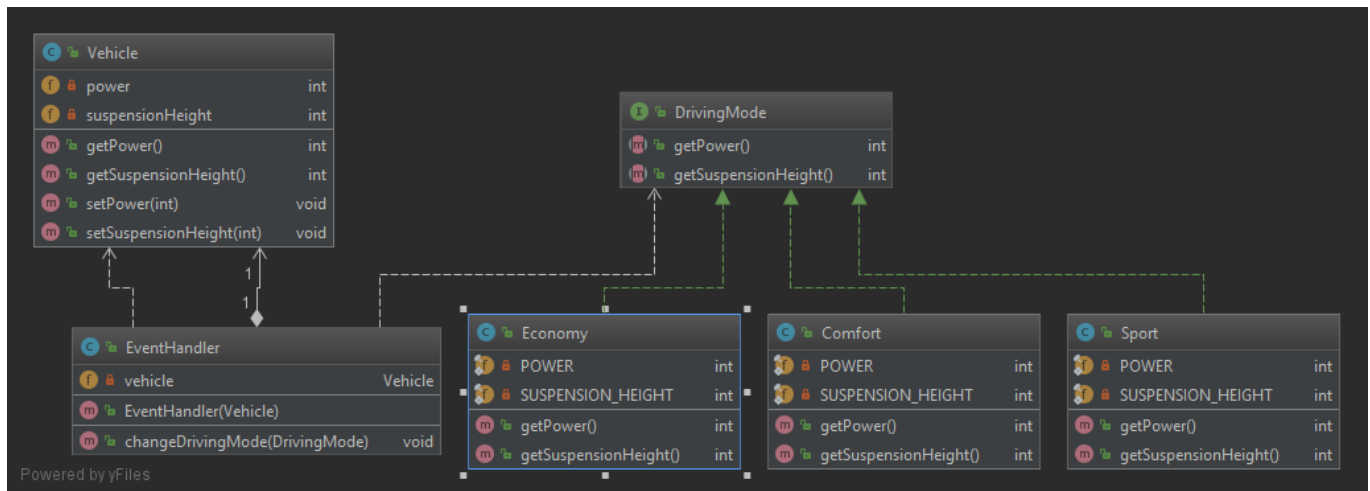 Vehicle
power int
suspensionHeight int
getPower() int
getSuspensionHeight() int
setPower(int) void
setSuspensionHeight(int) void
DrivingMode
getPower() int
getSuspensionHeight() int
1
1
EventHandler
vehicle Vehicle
EventHandler(Vehicle)
changeDrivingMode(DrivingMode) void
Economy
POWER int
SUSPENSION_HEIGHT int
getPower() int
getSuspensionHeight() int
Comfort
POWER int
SUSPENSION_HEIGHT int
getPower() int
getSuspensionHeight() int
Sport
POWER int
SUSPENSION_HEIGHT int
getPower() int
getSuspensionHeight() int
Powered by yFiles